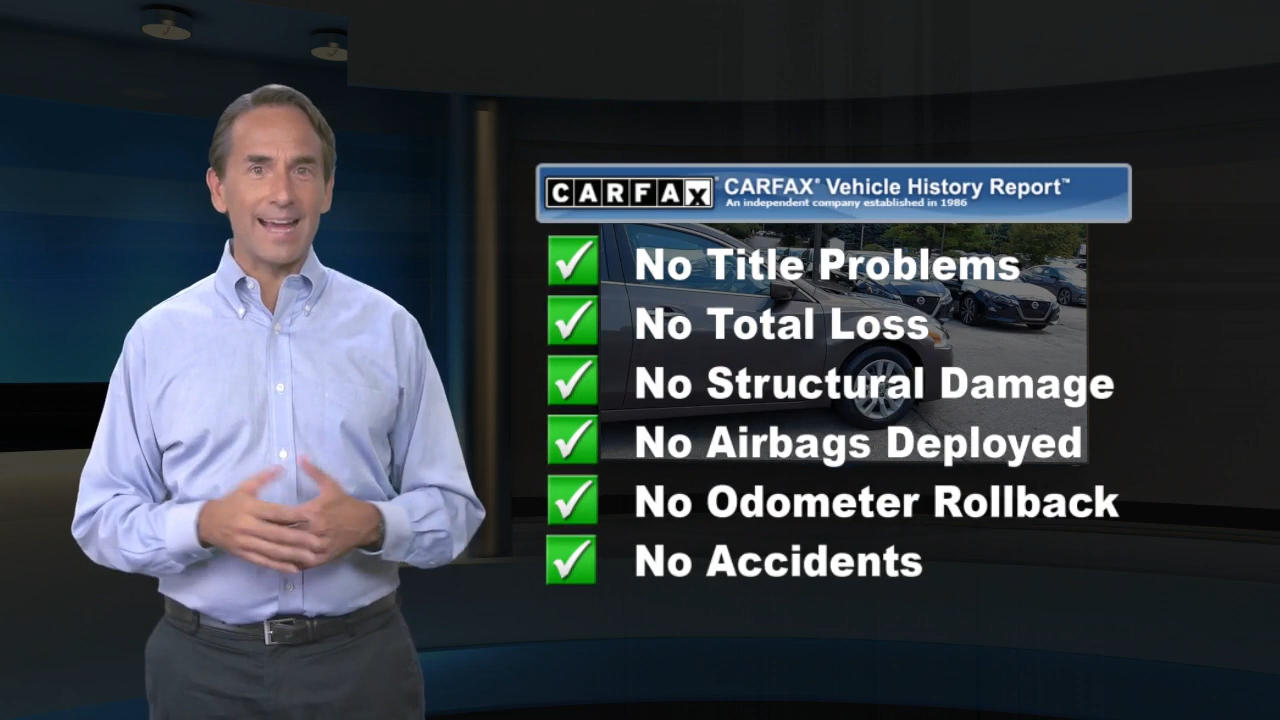 CARFAX® CARFAX® Vehicle History Report™
An independent company established in 1986
No Title Problems
No Total Loss
No Structural Damage
No Airbags Deployed
No Odometer Rollback
No Accidents